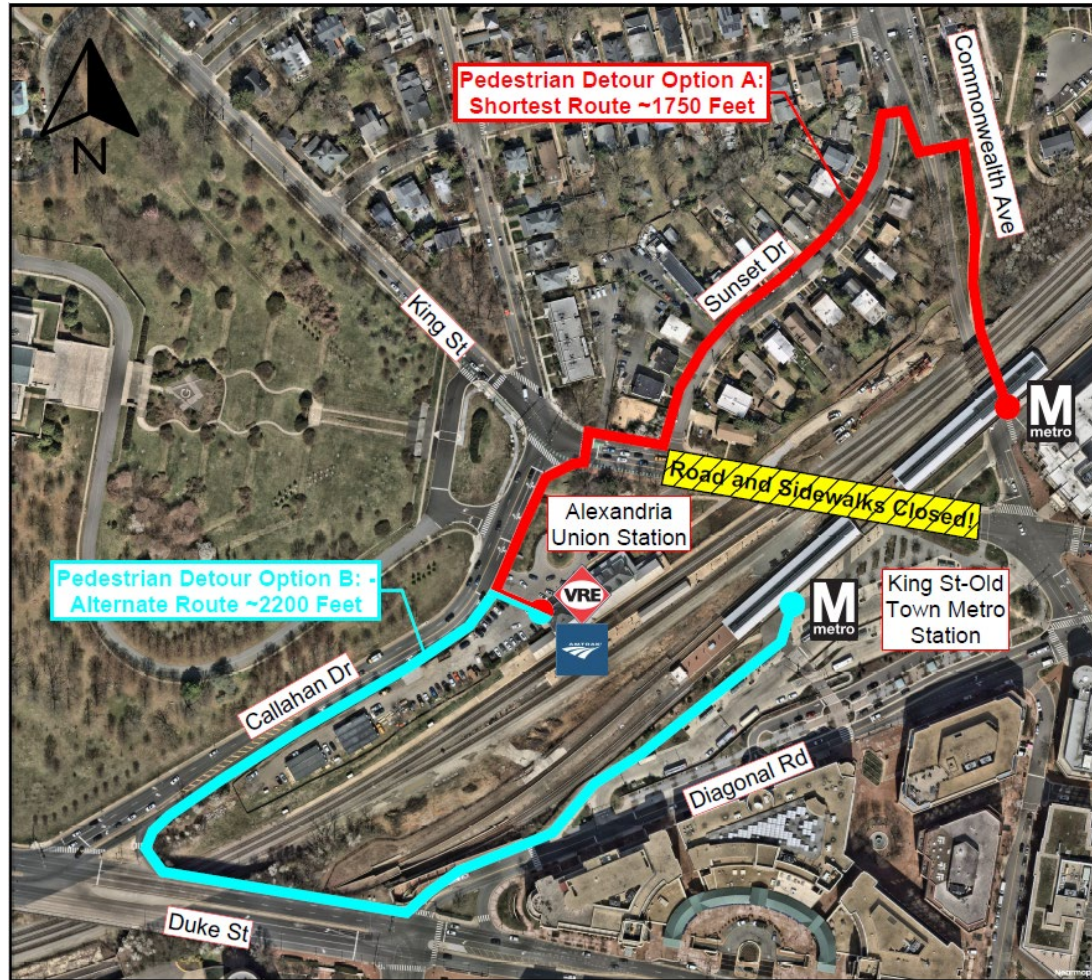 Pedestrian Detour Option A:
Shortest Route ~1750 Feet
Commonwealth Ave
N
Sunset Dr
King St
M
metro
Road and Sidewalks Closed!
Alexandria
Union Station
Pedestrian Detour Option B: -
Alternate Route ~2200 Feet
VRE
AMTRAK
M
metro
King St-Old
Town Metro
Station
Callahan Dr
Diagonal Rd
Duke St
Nearmap